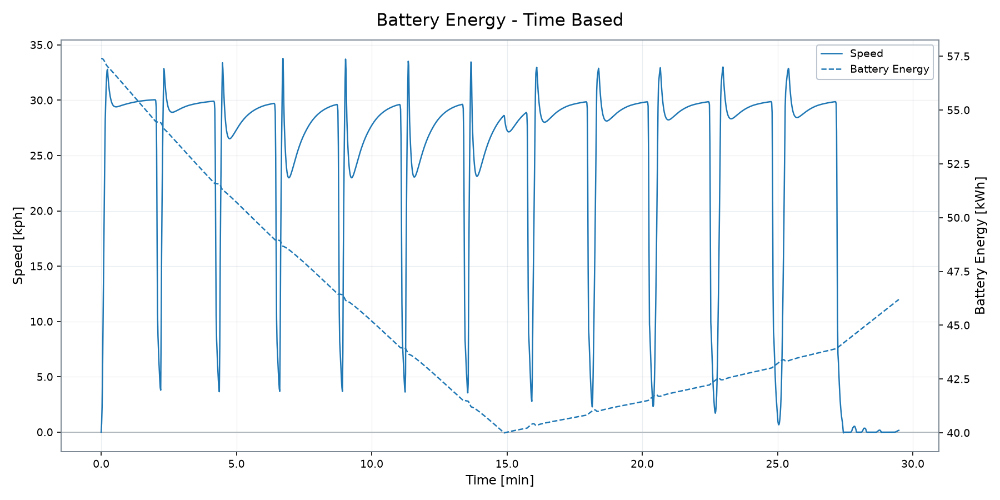 Battery Energy - Time Based
Speed
Battery Energy
Speed [kph]
35.0
30.0
25.0
20.0
15.0
10.0
5.0
0.0
57.5
55.0
52.5
50.0
47.5
45.0
42.5
40.0
Battery Energy [kWh]
0.0 5.0 10.0 15.0 20.0 25.0 30.0
Time [min]